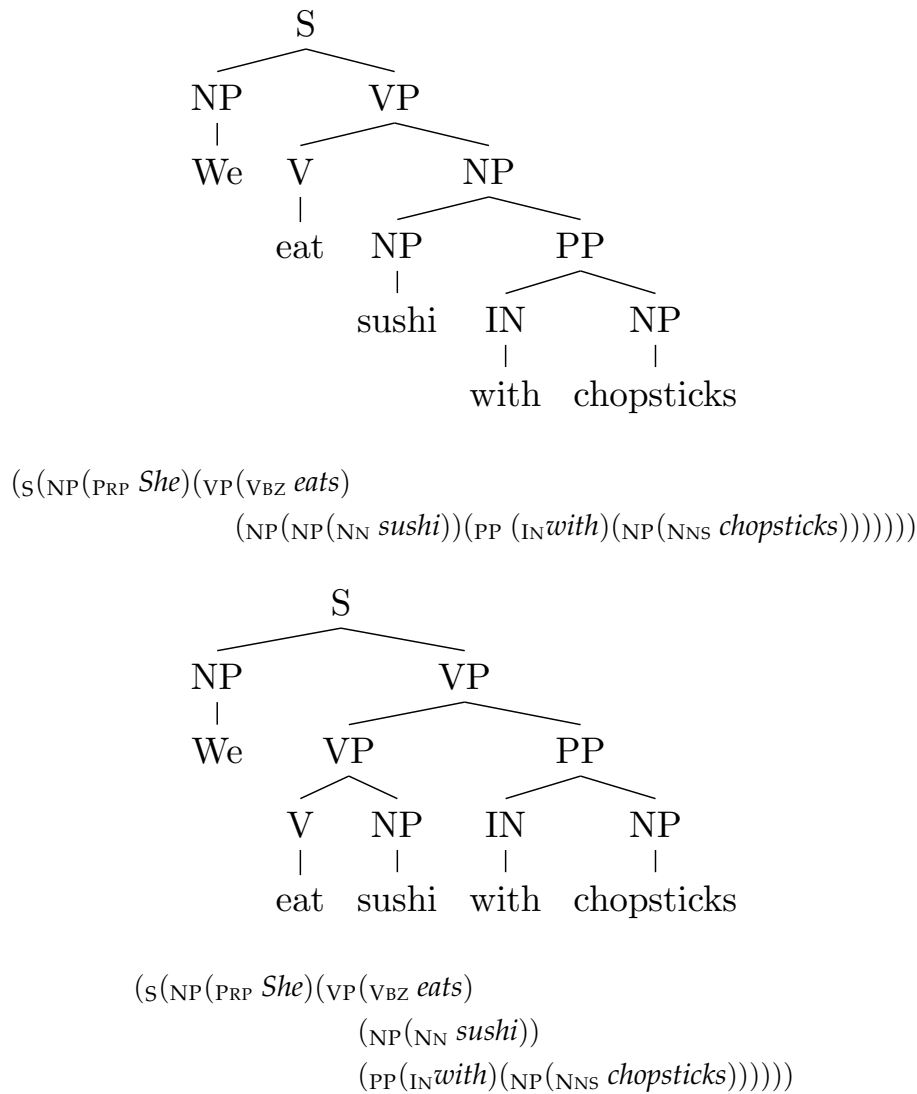 S
NP VP
We V NP
eat NP PP
sushi IN NP
with chopsticks
(S(NP(PRP She)(VP(VBZ eats)
(NP(NP(NN sushi))(PP (INwith)(NP(NNS chopsticks)))))))
S
NP VP
We VP PP
V NP IN NP
eat sushi with chopsticks
(S(NP(PRP She)(VP(VBZ eats)
(NP(NN sushi))
(PP(INwith)(NP(NNS chopsticks))))))